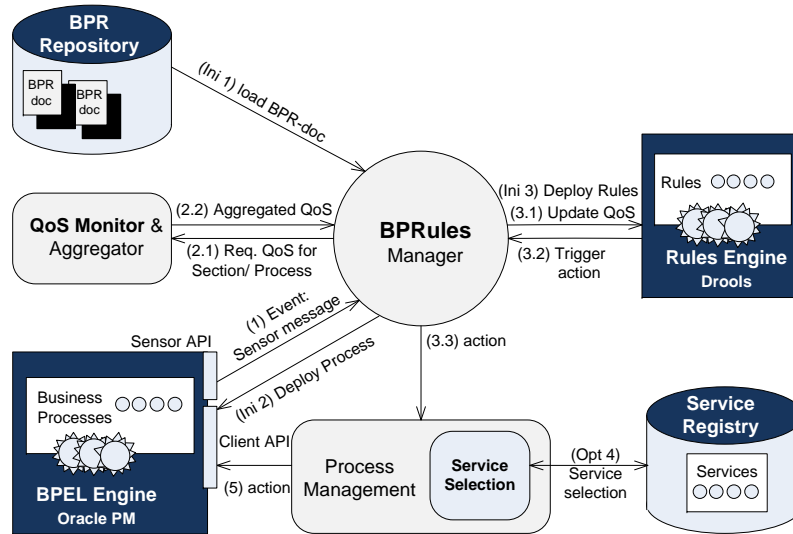 BPR
Repository
BPR
doc
BPR
doc
(Ini 1) load BPR-doc
QoS Monitor &
Aggregator
(2.2) Aggregated QoS
(2.1) Req. QoS for
Section/ Process
BPRules
Manager
(Ini 3) Deploy Rules
(3.1) Update QoS
(3.2) Trigger
action
Rules
Rules Engine
Drools
(1) Event:
Sensor message
(Ini 2) Deploy Process
(3.3) action
Sensor API
Business
Processes
BPEL Engine
Oracle PM
Client API
(5) action
Process
Management
Service
Selection
(Opt 4)
Service
selection
Service
Registry
Services